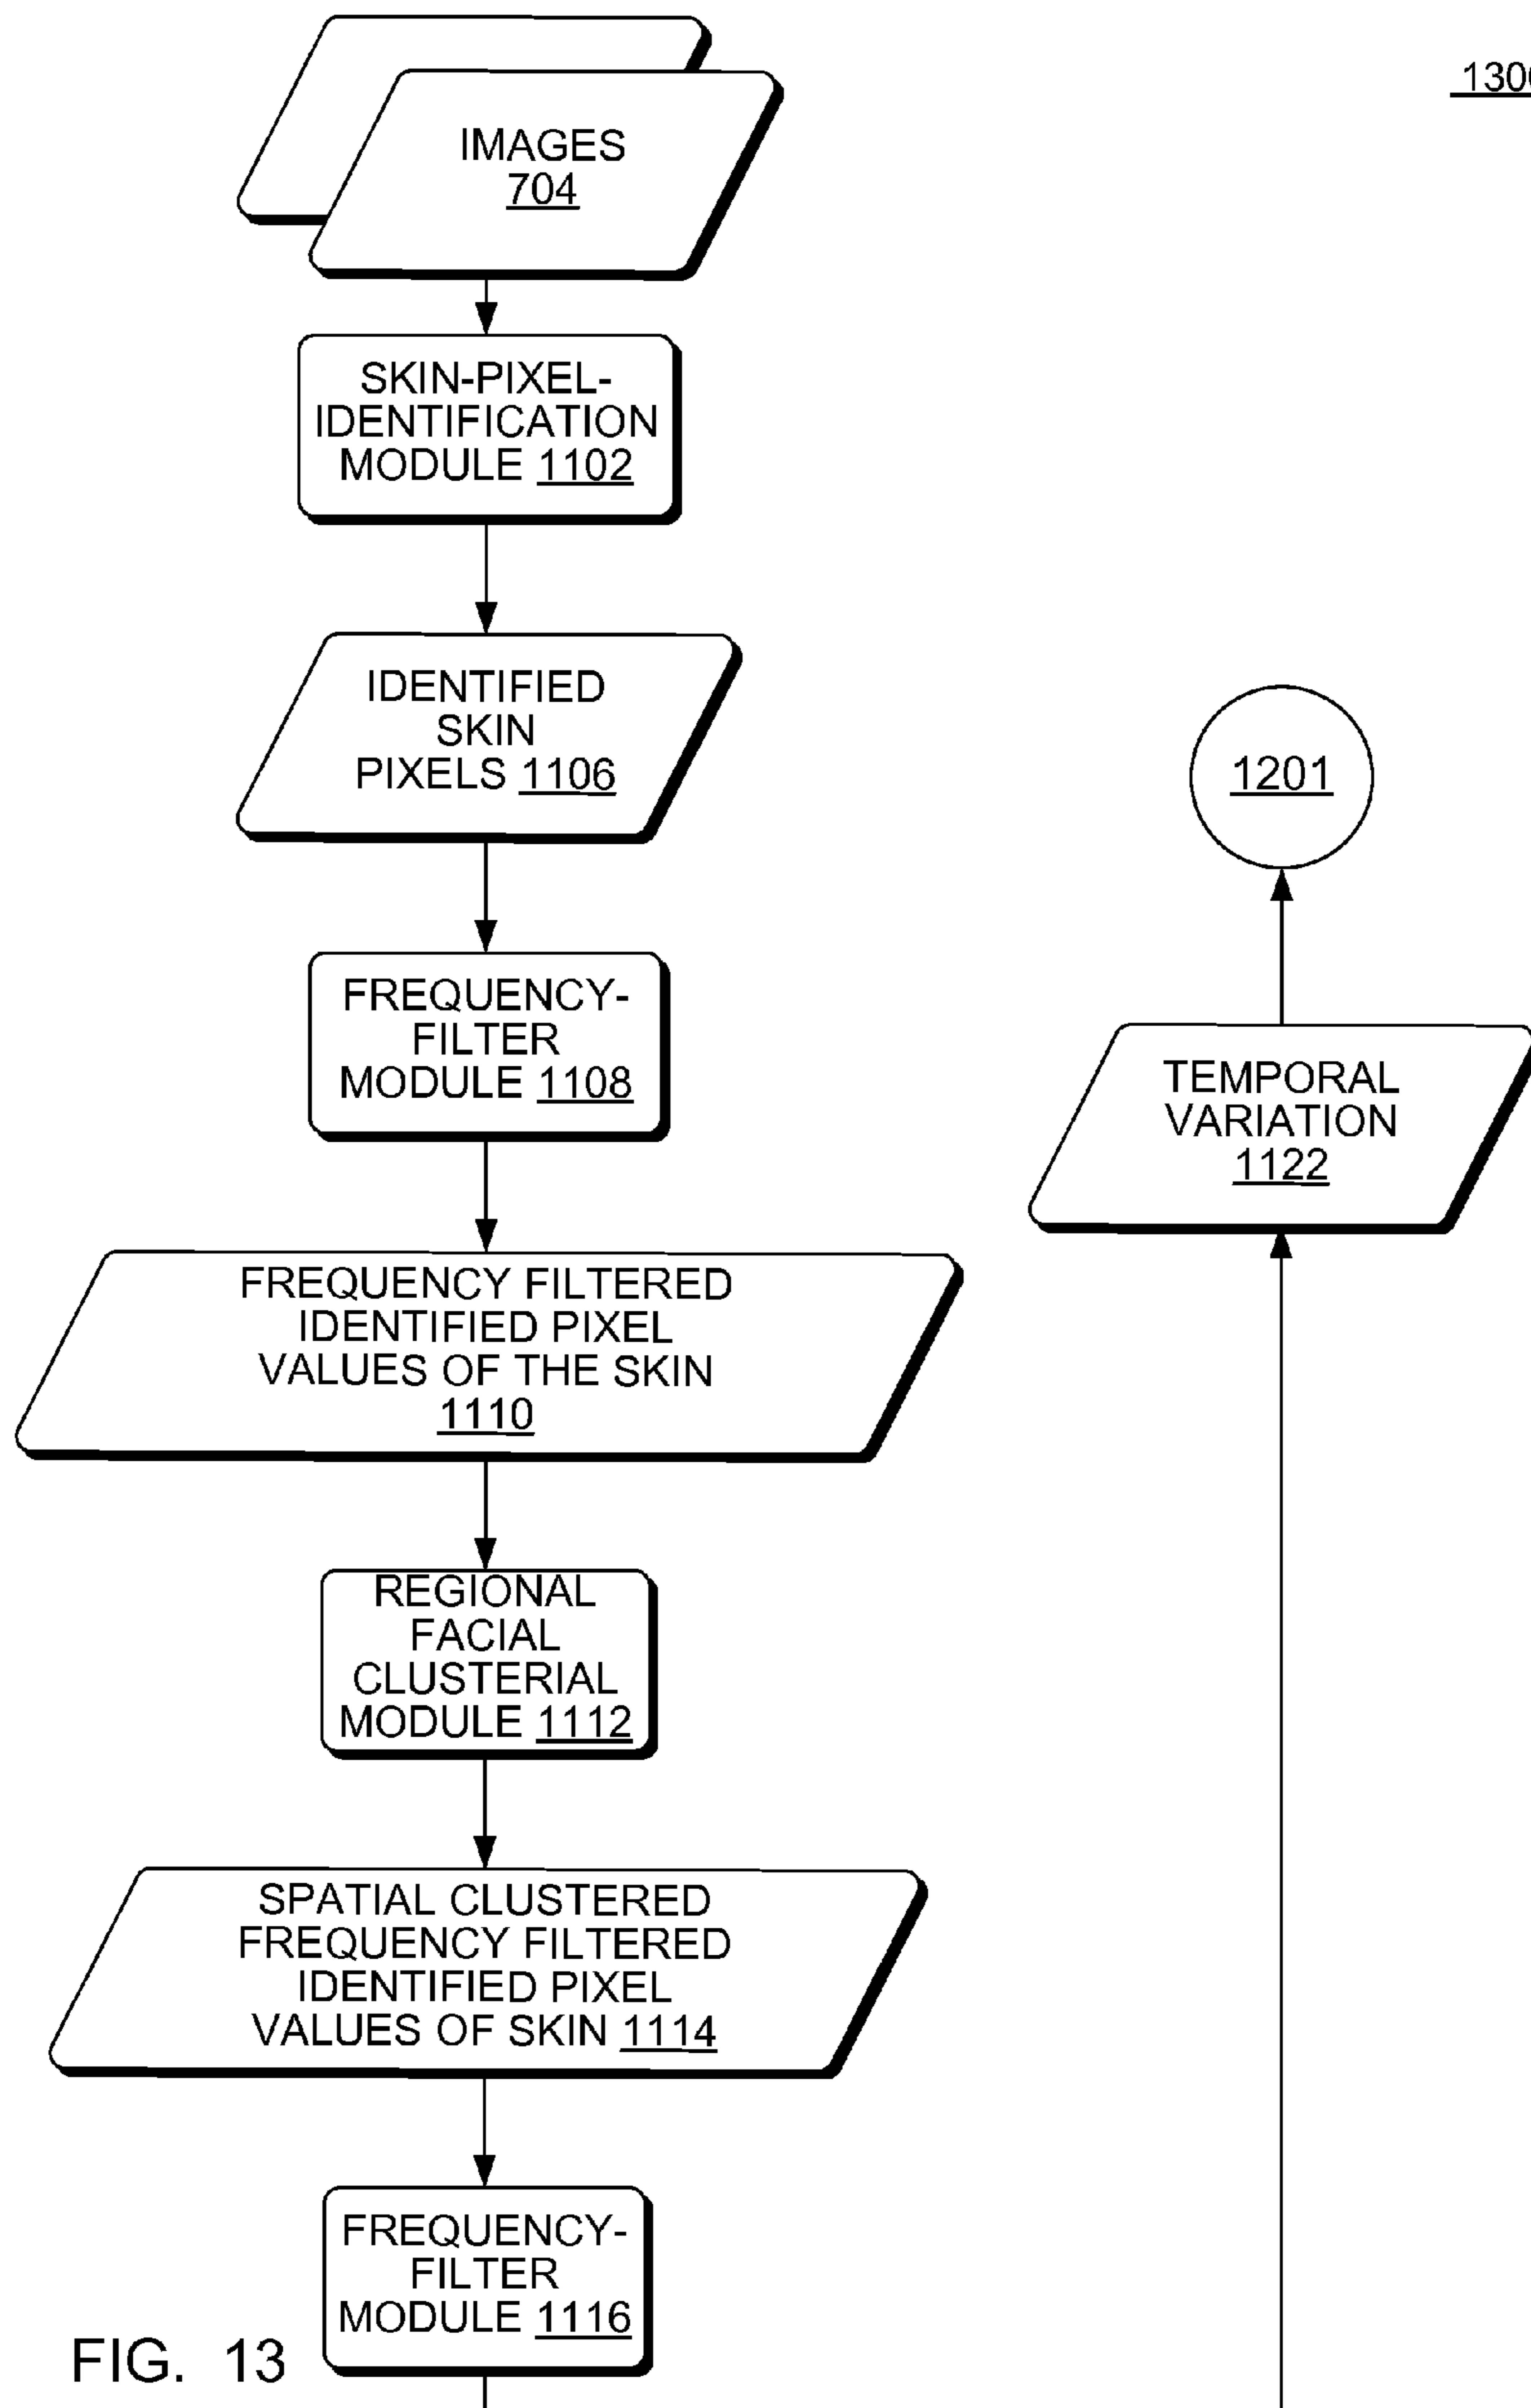 IMAGES
704
SKIN-PIXEL-
IDENTIFICATION
MODULE 1102
IDENTIFIED
SKIN
PIXELS 1106
FREQUENCY-
FILTER
MODULE 1108
FREQUENCY FILTERED
IDENTIFIED PIXEL
VALUES OF THE SKIN
1110
REGIONAL
FACIAL
CLUSTERIAL
MODULE 1112
SPATIAL CLUSTERED
FREQUENCY FILTERED
IDENTIFIED PIXEL
VALUES OF SKIN 1114
FREQUENCY-
FILTER
MODULE 1116
FIG. 13
1201
TEMPORAL
VARIATION
1122